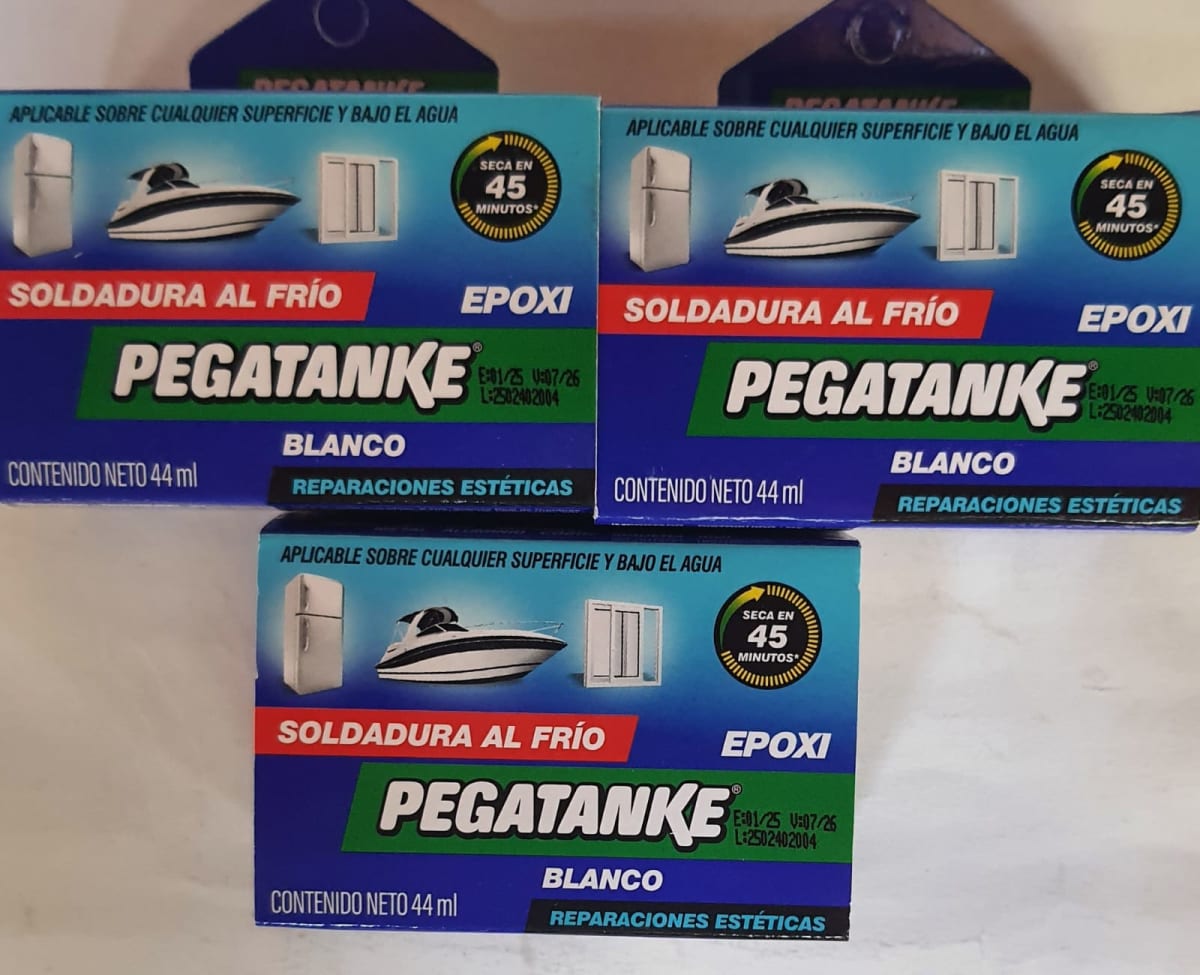 PEGATANKE
APLICABLE SOBRE CUALQUIER SUPERFICIE Y BAJO EL AGUA
SECA EN
45
MINUTOS*
SOLDADURA AL FRÍO
EPOXI
PEGATANKE®
E:01/25 V:07/26
L:2502402004
BLANCO
CONTENIDO NETO 44 ml
REPARACIONES ESTÉTICAS
PEGATANKE
APLICABLE SOBRE CUALQUIER SUPERFICIE Y BAJO EL AGUA
SECA EN
45
MINUTOS*
SOLDADURA AL FRÍO
EPOXI
PEGATANKE®
E:01/25 V:07/26
L:2502402004
BLANCO
CONTENIDO NETO 44 ml
REPARACIONES ESTÉTICAS
APLICABLE SOBRE CUALQUIER SUPERFICIE Y BAJO EL AGUA
SECA EN
45
MINUTOS*
SOLDADURA AL FRÍO
EPOXI
PEGATANKE®
E:01/25 V:07/26
L:2502402004
BLANCO
CONTENIDO NETO 44 ml
REPARACIONES ESTÉTICAS